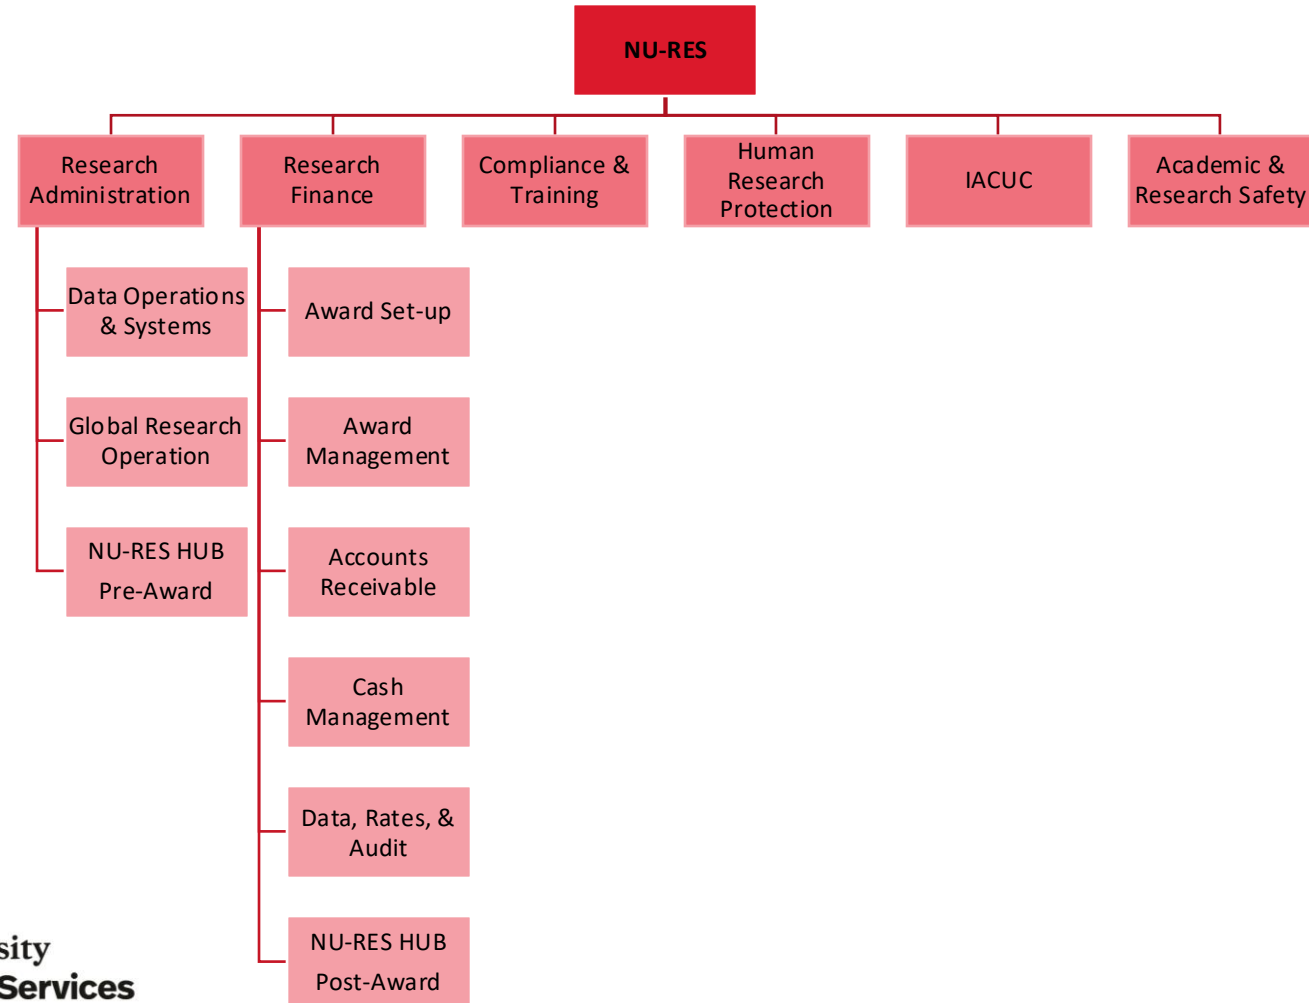 NU-RES
Research
Administration
Research
Finance
Compliance &
Training
Human
Research
Protection
IACUC
Academic &
Research Safety
Data Operations
& Systems
Global Research
Operation
NU-RES HUB
Pre-Award
Award Set-up
Award
Management
Accounts
Receivable
Cash
Management
Data, Rates, &
Audit
NU-RES HUB
Post-Award
sity
Services